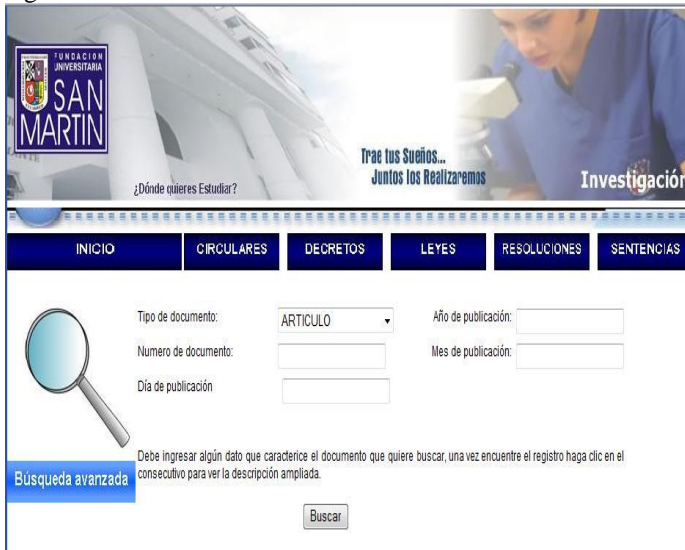 FUNDACION
UNIVERSITARIA
SAN
MARTIN
Trae tus Sueños...
Juntos los Realizaremos
¿Dónde quieres Estudiar?
Investigación
INICIO
CIRCULARES
DECRETOS
LEYES
RESOLUCIONES
SENTENCIAS
Tipo de documento:
ARTICULO
Año de publicación:
Numero de documento:
Mes de publicación:
Día de publicación
Debe ingresar algún dato que caracterice el documento que quiere buscar, una vez encuentre el registro haga clic en el
consecutivo para ver la descripción ampliada.
Búsqueda avanzada
Buscar